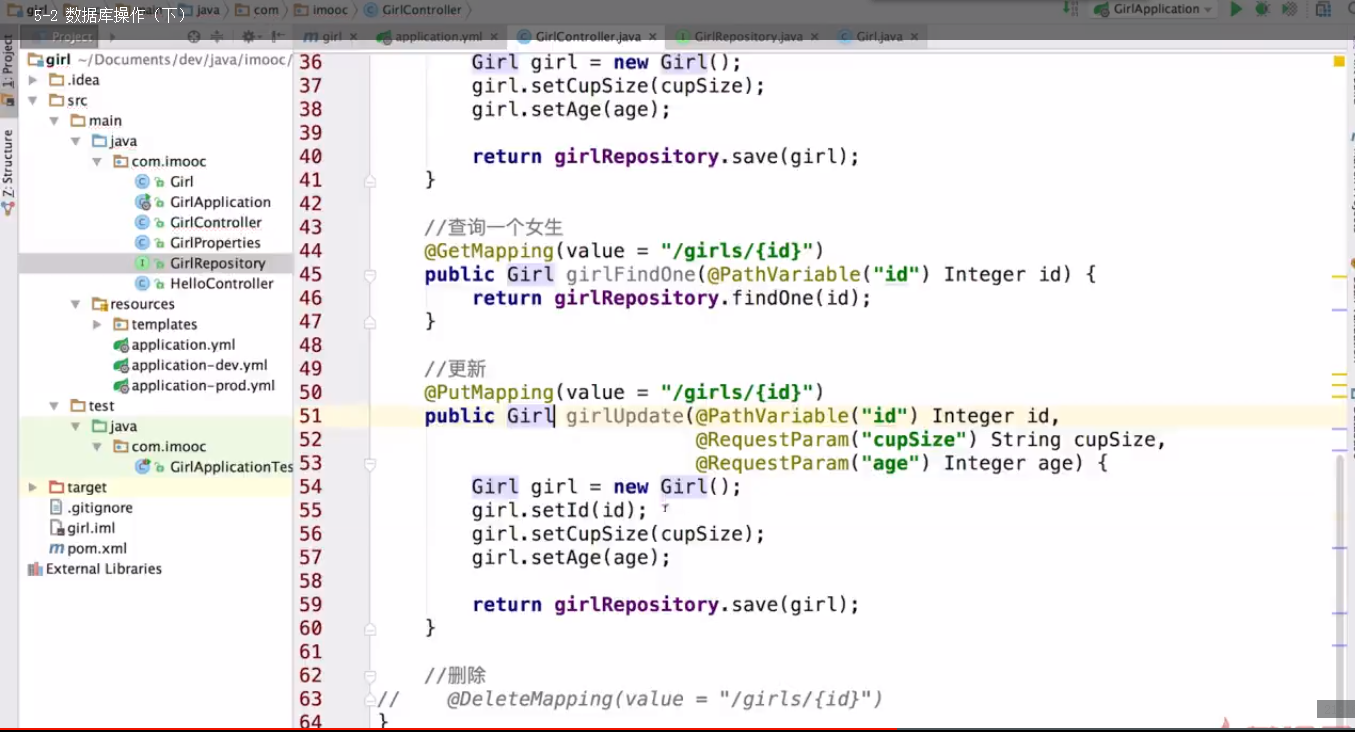 5-2 数据库操作（下）
java
com
imooc
GirlController
GirlApplication
Project
girl
application.yml
GirlController.java
GirlRepository.java
Girl.java
1: Project
Z: Structure
girl ~/Documents/dev/java/imooc/
.idea
src
main
java
com.imooc
Girl
GirlApplication
GirlController
GirlProperties
GirlRepository
HelloController
resources
templates
application.yml
application-dev.yml
application-prod.yml
test
java
com.imooc
GirlApplicationTes
target
.gitignore
girl.iml
pom.xml
External Libraries
36 Girl girl = new Girl();
37 girl.setCupSize(cupSize);
38 girl.setAge(age);
39
40 return girlRepository.save(girl);
41 }
42
43 //查询一个女生
44 @GetMapping(value = "/girls/{id}")
45 public Girl girlFindOne(@PathVariable("id") Integer id) {
46 return girlRepository.findOne(id);
47 }
48
49 //更新
50 @PutMapping(value = "/girls/{id}")
51 public Girl girlUpdate(@PathVariable("id") Integer id,
52 @RequestParam("cupSize") String cupSize,
53 @RequestParam("age") Integer age) {
54 Girl girl = new Girl();
55 girl.setId(id);
56 girl.setCupSize(cupSize);
57 girl.setAge(age);
58
59 return girlRepository.save(girl);
60 }
61
62 //删除
63 // @DeleteMapping(value = "/girls/{id}")
64 }